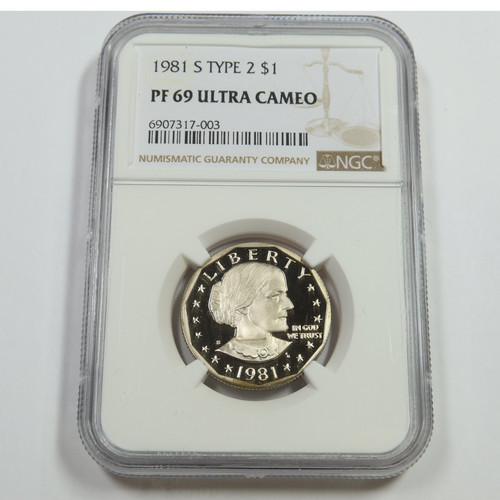 1981 S TYPE 2 $1
PF 69 ULTRA CAMEO
6907317-003
NUMISMATIC GUARANTY COMPANY
NGC
LIBERTY
IN GOD
WE TRUST
S
1981